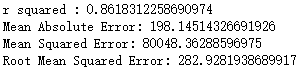 r squared : 0.8618312258690974
Mean Absolute Error: 198.14514326691926
Mean Squared Error: 80048.36288596975
Root Mean Squared Error: 282.9281938689917